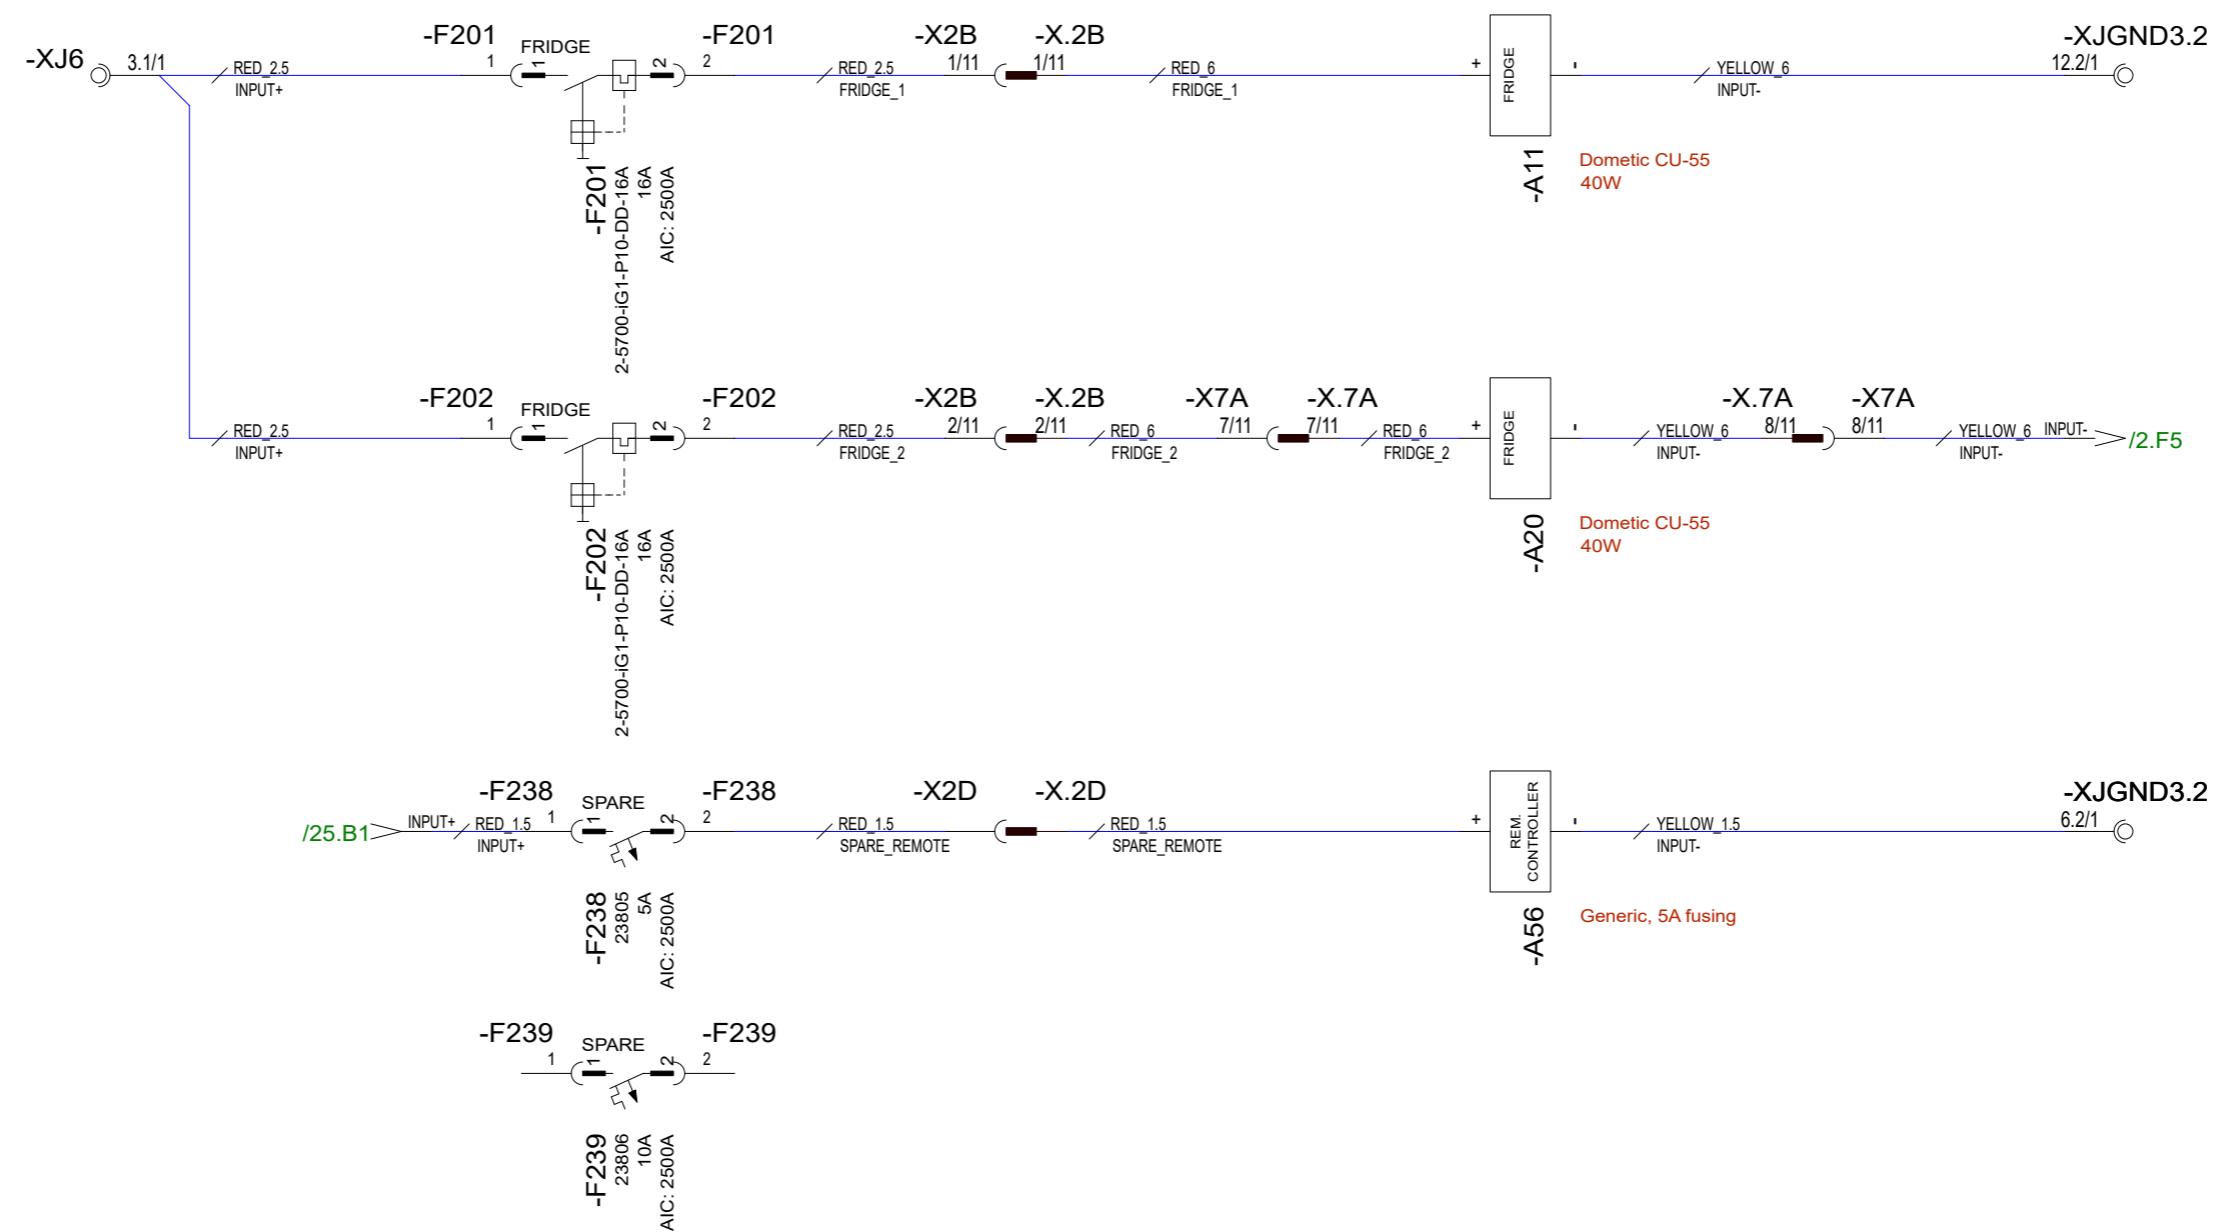 -XJ6
3.1/1
RED_2.5
INPUT+
-F201
1
FRIDGE
1
2
-F201
2
RED_2.5
FRIDGE_1
-X2B
1/11
-X.2B
1/11
RED_6
FRIDGE_1
+
FRIDGE
-
YELLOW_6
INPUT-
-XJGND3.2
12.2/1
-F201
2-5700-iG1-P10-DD-16A
16A
AIC: 2500A
-A11
Dometic CU-55
40W
RED_2.5
INPUT+
-F202
1
FRIDGE
1
2
-F202
2
RED_2.5
FRIDGE_2
-X2B
2/11
-X.2B
2/11
RED_6
FRIDGE_2
-X7A
7/11
-X.7A
7/11
RED_6
FRIDGE_2
+
FRIDGE
-
YELLOW_6
INPUT-
-X.7A
8/11
-X7A
8/11
YELLOW_6
INPUT-
INPUT-
/2.F5
-F202
2-5700-iG1-P10-DD-16A
16A
AIC: 2500A
-A20
Dometic CU-55
40W
/25.B1
INPUT+
RED_1.5
INPUT+
-F238
1
SPARE
1
2
-F238
2
RED_1.5
SPARE_REMOTE
-X2D
-X.2D
RED_1.5
SPARE_REMOTE
+
REM.
CONTROLLER
-
YELLOW_1.5
INPUT-
-XJGND3.2
6.2/1
-F238
23805
5A
AIC: 2500A
-A56
Generic, 5A fusing
-F239
1
SPARE
1
2
-F239
2
-F239
23806
10A
AIC: 2500A